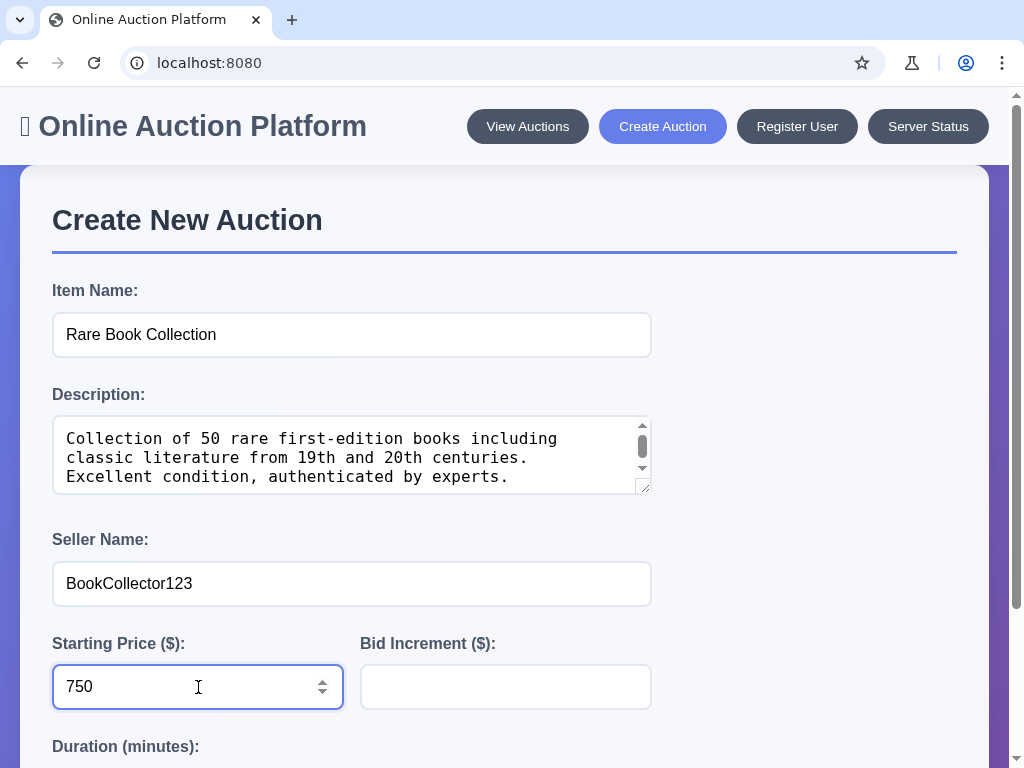 Online Auction Platform
localhost:8080
Online Auction Platform
View Auctions
Create Auction
Register User
Server Status
Create New Auction
Item Name:
Rare Book Collection
Description:
Collection of 50 rare first-edition books including
classic literature from 19th and 20th centuries.
Excellent condition, authenticated by experts.
Seller Name:
BookCollector123
Starting Price ($):
Bid Increment ($):
750
Duration (minutes):